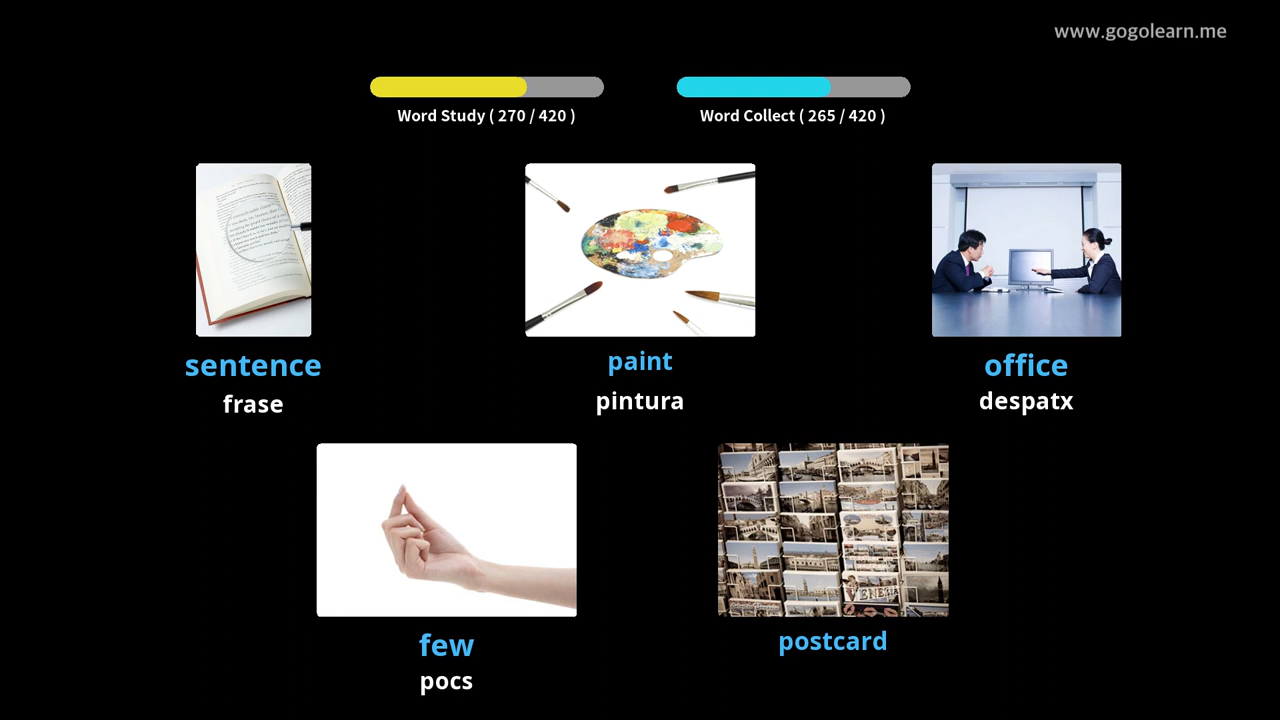 www.gogolearn.me
Word Study ( 270 / 420 )
Word Collect ( 265 / 420 )
sentence
frase
paint
pintura
office
despatx
few
pocs
postcard